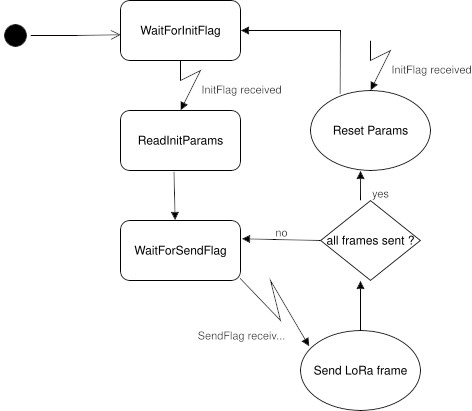 WaitForInitFlag
InitFlag received
InitFlag received
ReadInitParams
Reset Params
yes
no
all frames sent ?
WaitForSendFlag
SendFlag receiv...
Send LoRa frame